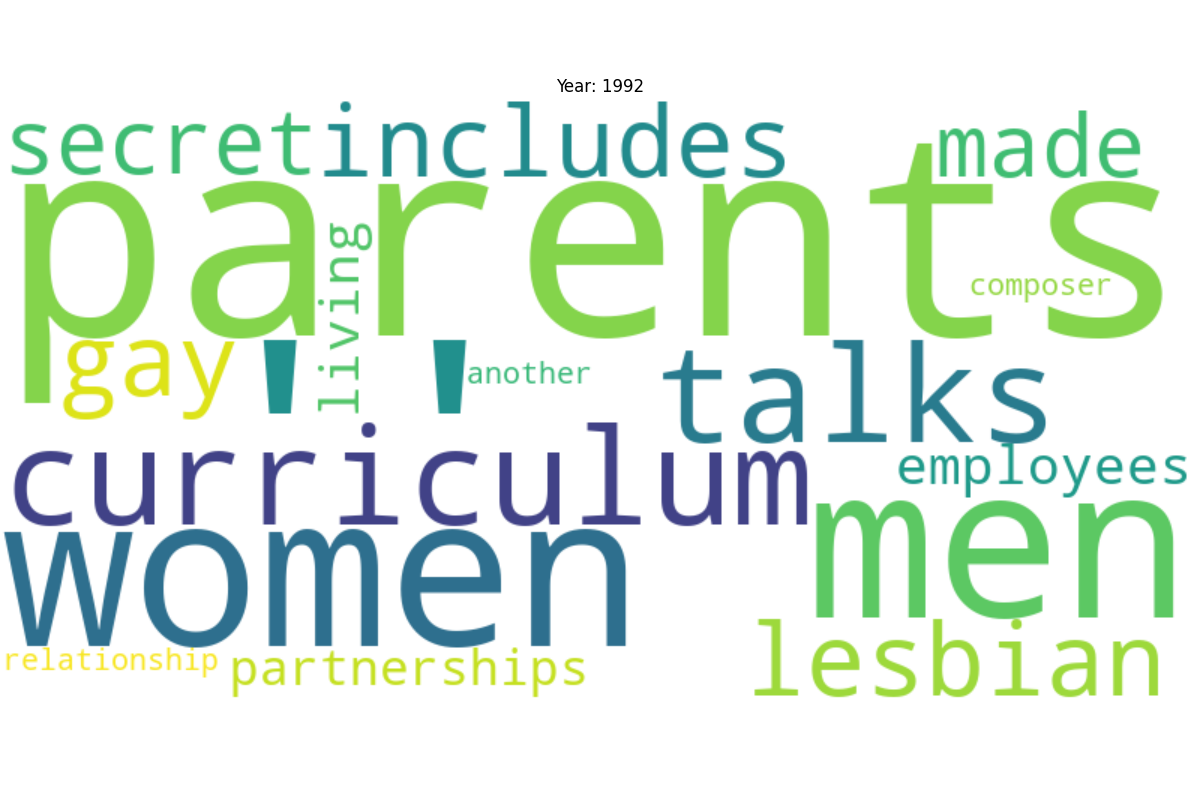 Year: 1992
secret includes made
parents
living
composer
gay ' ' another talks
curriculum employees
women men
relationship partnerships lesbian